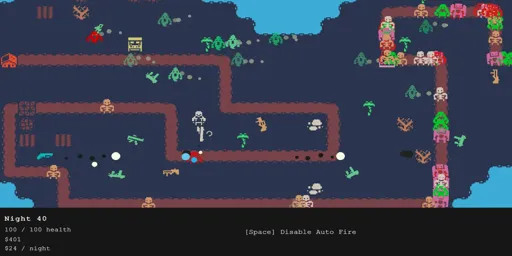 Night 40
100 / 100 health
$401
$24 / night
[Space] Disable Auto Fire